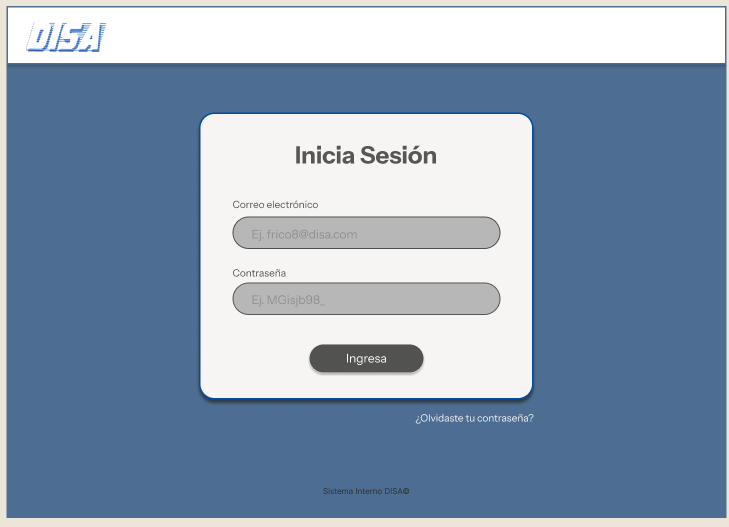 DISA
Inicia Sesión
Correo electrónico
Ej. frico8@disa.com
Contraseña
Ej. MGisjb98_
Ingresa
¿Olvidaste tu contraseña?
Sistema Interno DISA©